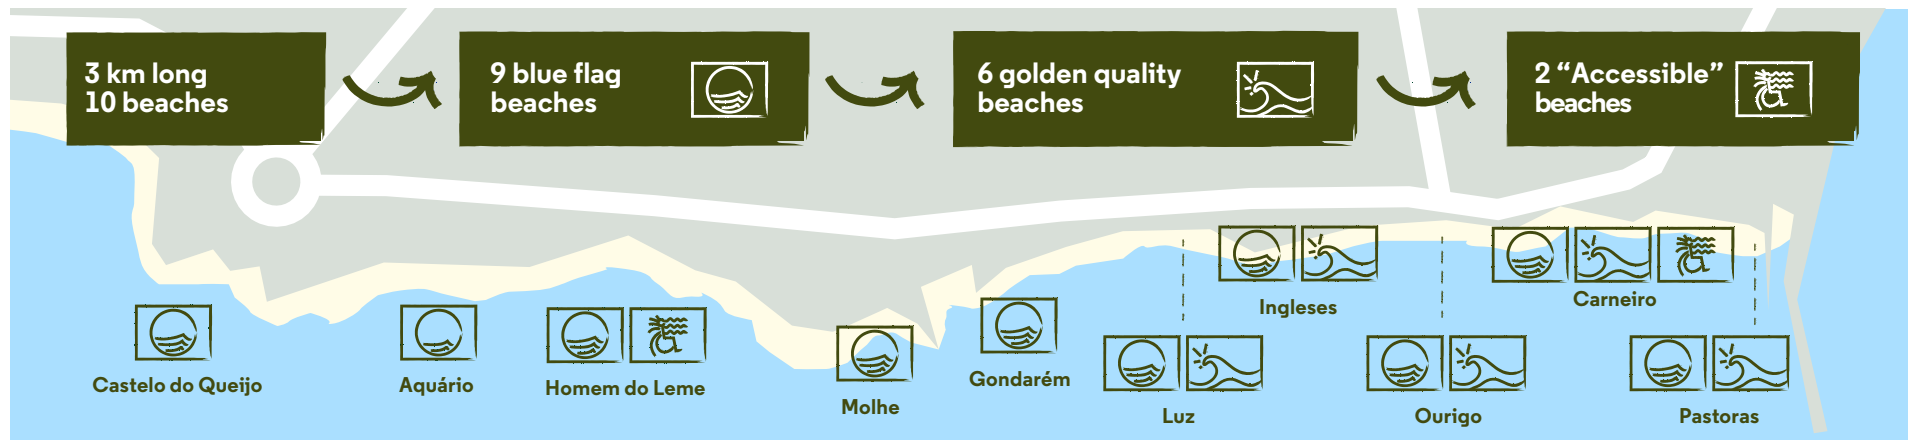 3 km long
10 beaches
9 blue flag
beaches
6 golden quality
beaches
2 “Accessible”
beaches
Castelo do Queijo
Aquário
Homem do Leme
Molhe
Gondarém
Luz
Ingleses
Ourigo
Carneiro
Pastoras